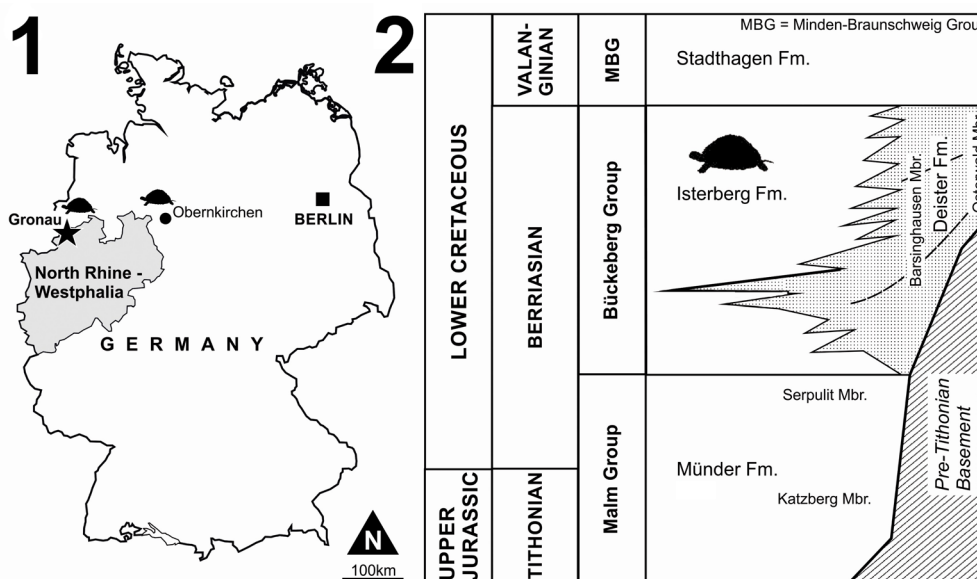 1
Gronau
Obernkirchen
BERLIN
North Rhine -
Westphalia
GERMANY
N
100km
2
MBG = Minden-Braunschweig Grou
LOWER CRETACEOUS
UPPER
JURASSIC
VALAN-
GINIAN
BERRIASIAN
TITHONIAN
MBG
Bückeberg Group
Malm Group
Stadthagen Fm.
Isterberg Fm.
Barsinghausen Mbr.
Deister Fm.
Serpulit Mbr.
Münder Fm.
Katzberg Mbr.
Pre-Tithonian
Basement